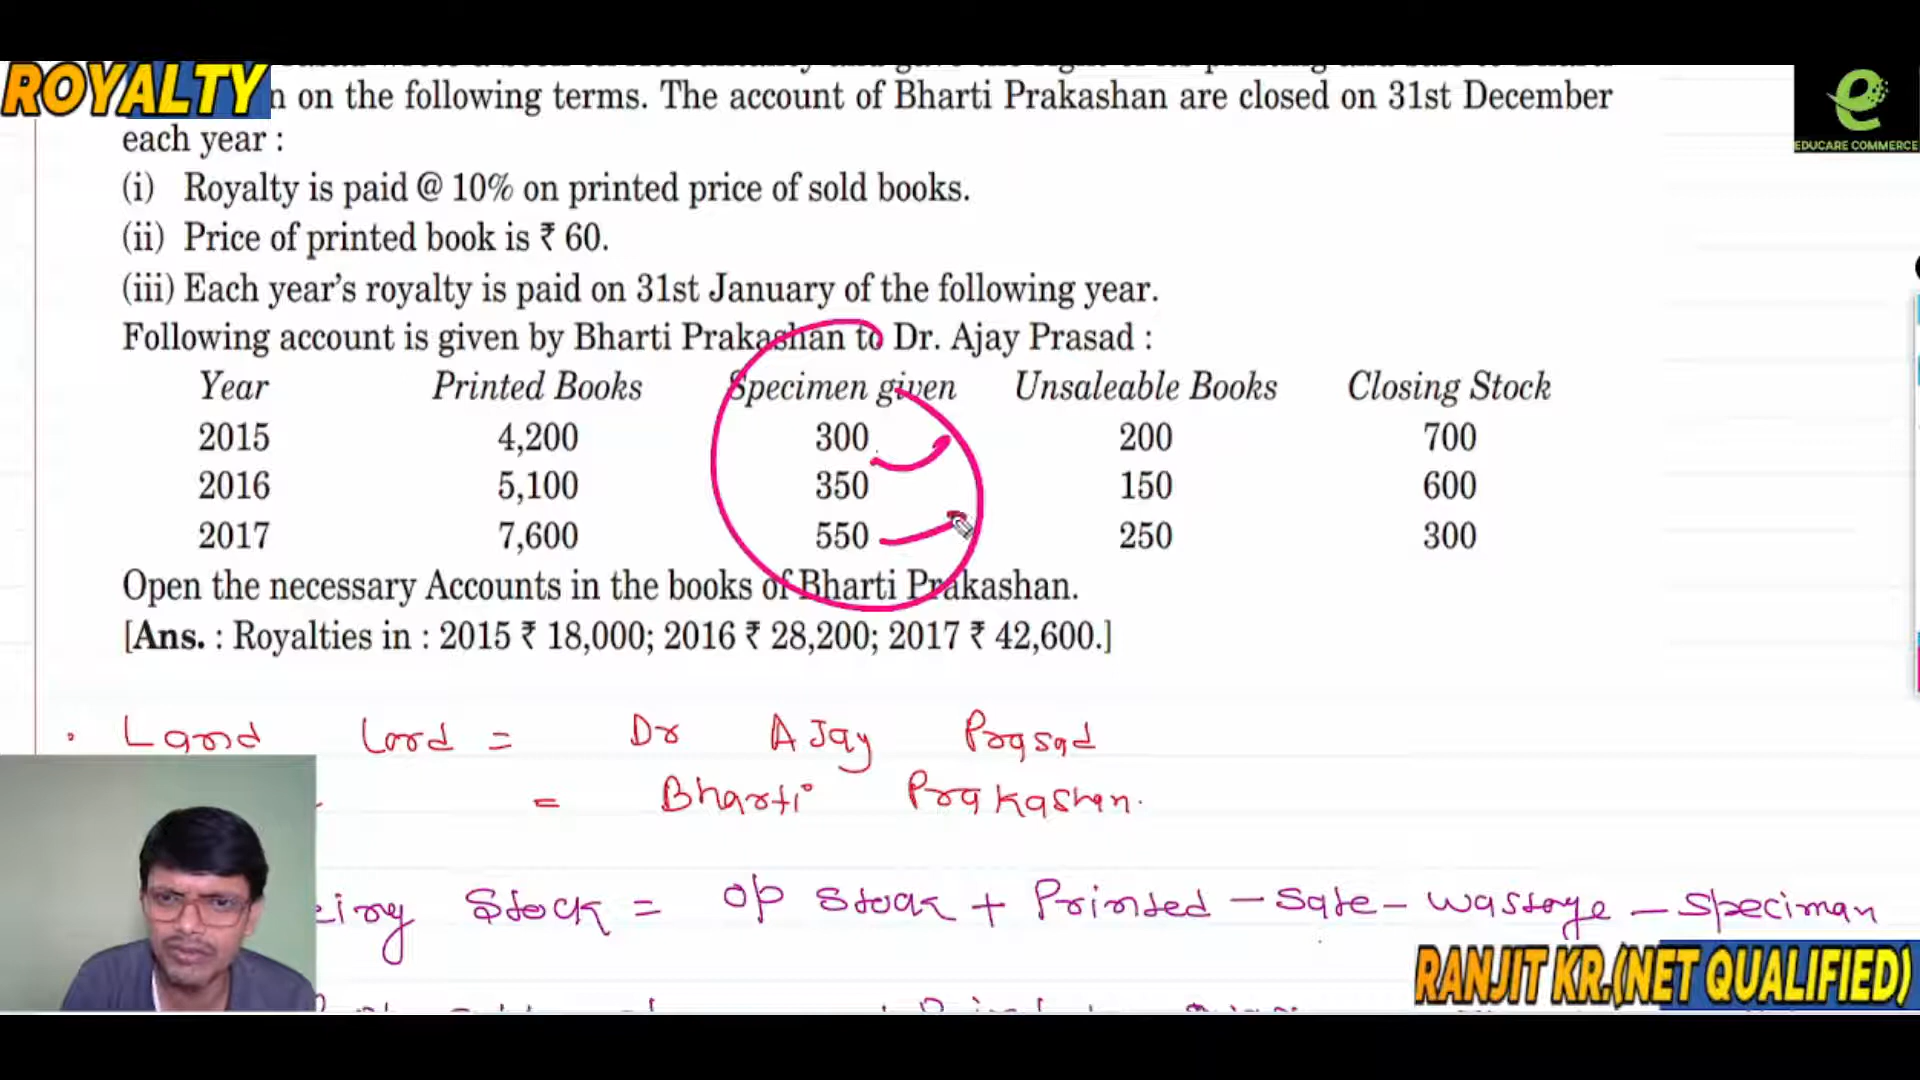 ROYALTY
n on the following terms. The account of Bharti Prakashan are closed on 31st December
EDUCARE COMMERCE
each year :
(i) Royalty is paid @ 10% on printed price of sold books.
(ii) Price of printed book is ₹ 60.
(iii) Each year's royalty is paid on 31st January of the following year.
Following account is given by Bharti Prakashan to Dr. Ajay Prasad :
Year Printed Books Specimen given Unsaleable Books Closing Stock
2015 4,200 300 200 700
2016 5,100 350 150 600
2017 7,600 550 250 300
Open the necessary Accounts in the books of Bharti Prakashan.
[Ans. : Royalties in : 2015 ₹ 18,000; 2016 ₹ 28,200; 2017 ₹ 42,600.]
Land Lord = Dr AJay Prasad
= Bharti Prakashan.
Stock = OP Stock + Printed - Sale - wastage - Speciman
RANJIT KR.(NET QUALIFIED)